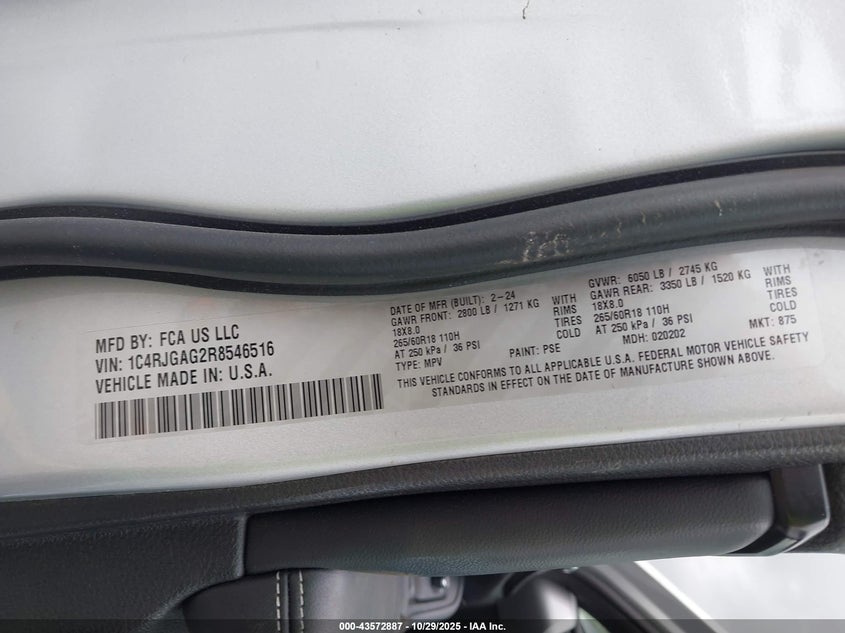 MFD BY: FCA US LLC
VIN: 1C4RJGAG2R8546516
VEHICLE MADE IN: U.S.A.
DATE OF MFR (BUILT): 2-24
GAWR FRONT: 2800 LB / 1271 KG WITH
18X8.0 RIMS
265/60R18 110H TIRES
AT 250 kPa / 36 PSI COLD
TYPE: MPV PAINT: PSE
GVWR: 6050 LB / 2745 KG
GAWR REAR: 3350 LB / 1520 KG WITH
18X8.0 RIMS
265/60R18 110H TIRES
AT 250 kPa / 36 PSI COLD
MDH: 020202 MKT: 875
THIS VEHICLE CONFORMS TO ALL APPLICABLE U.S.A. FEDERAL MOTOR VEHICLE SAFETY
STANDARDS IN EFFECT ON THE DATE OF MANUFACTURE SHOWN ABOVE.
000-43572887 - 10/29/2025 - IAA Inc.